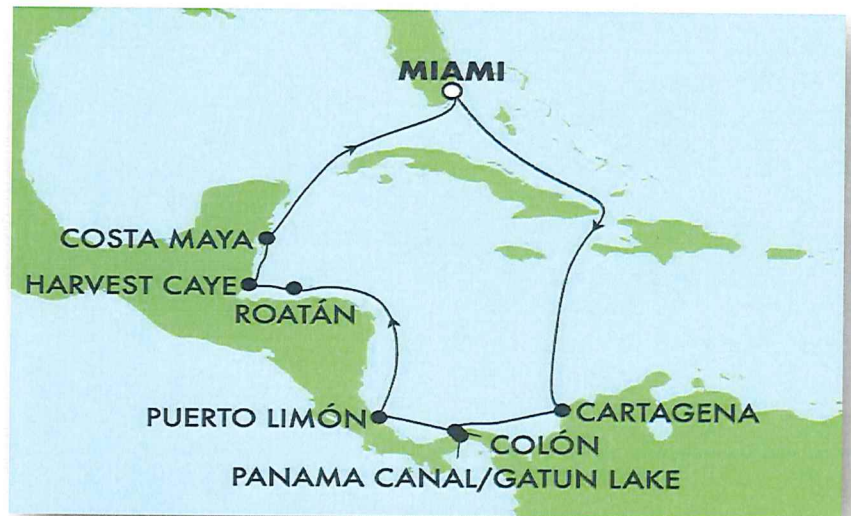 MIAMI
COSTA MAYA
HARVEST CAYE
ROATÁN
PUERTO LIMÓN
CARTAGENA
COLÓN
PANAMA CANAL/GATUN LAKE